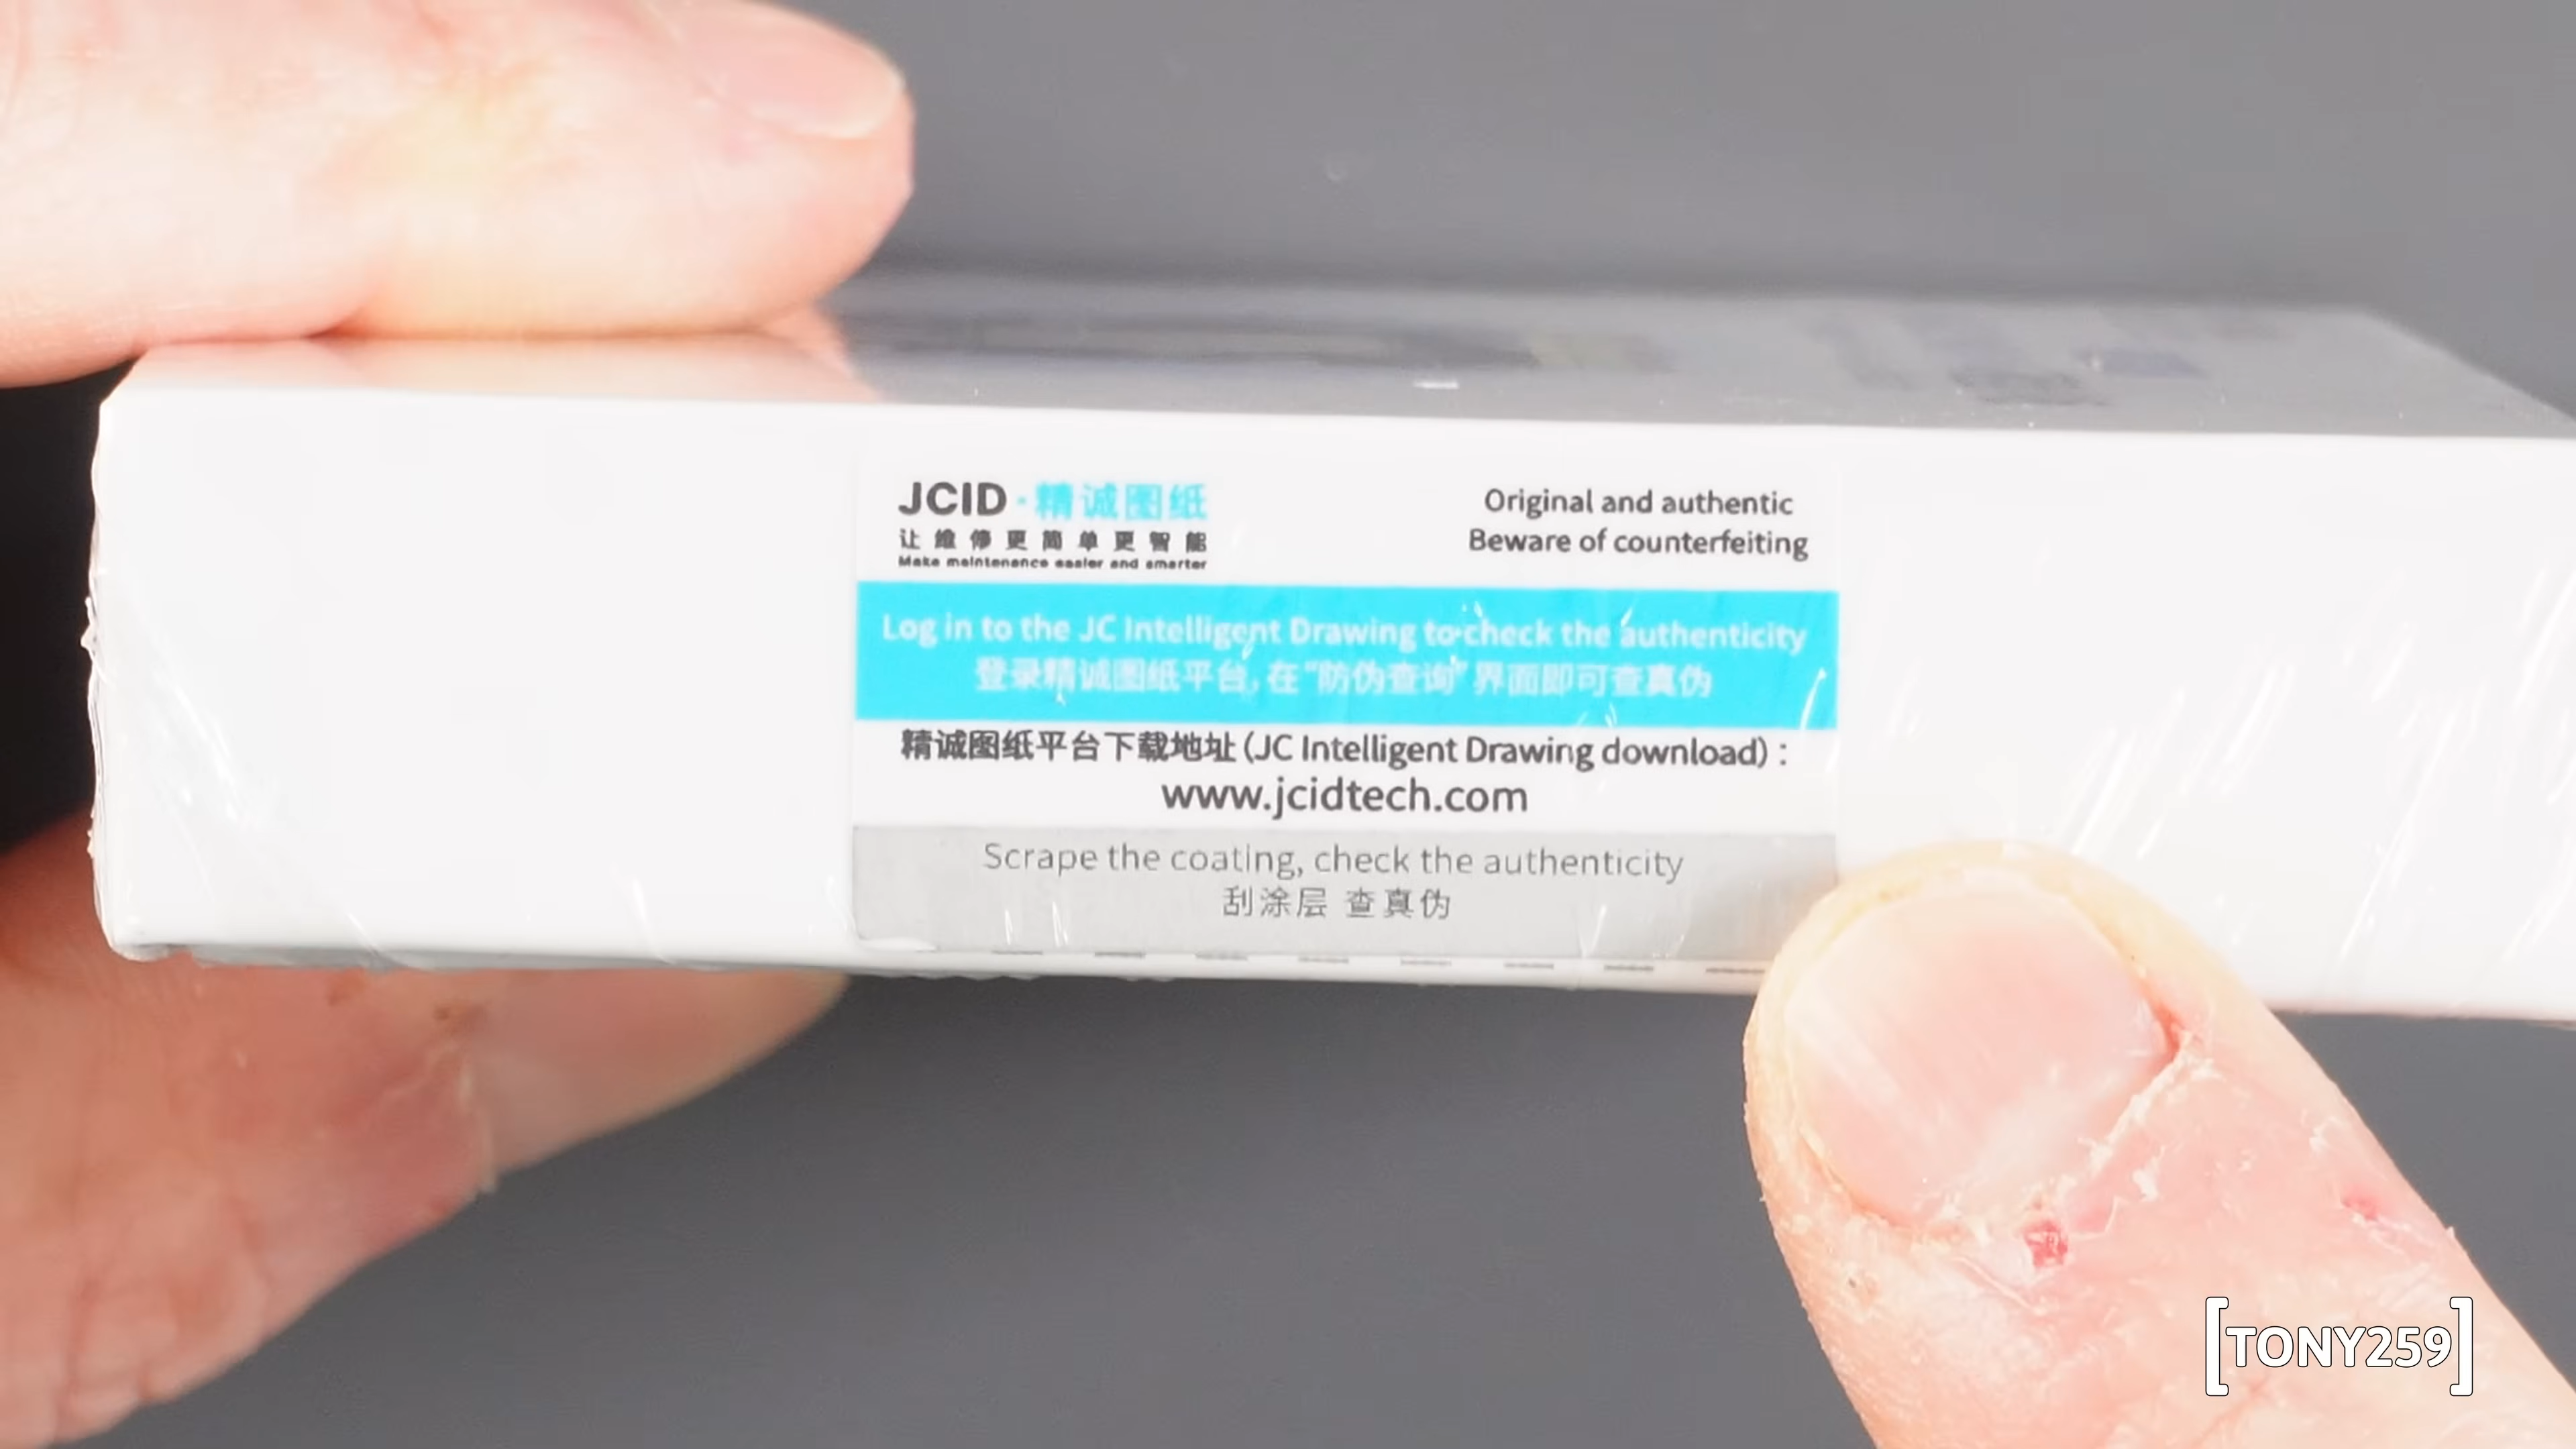 JCID·精诚图纸
让维修更简单更智能
Make maintenance easier and smarter
Original and authentic
Beware of counterfeiting
Log in to the JC Intelligent Drawing to check the authenticity
登录精诚图纸平台,在“防伪查询”界面即可查真伪
精诚图纸平台下载地址(JC Intelligent Drawing download):
www.jcidtech.com
Scrape the coating, check the authenticity
刮涂层 查真伪
[TONY259]